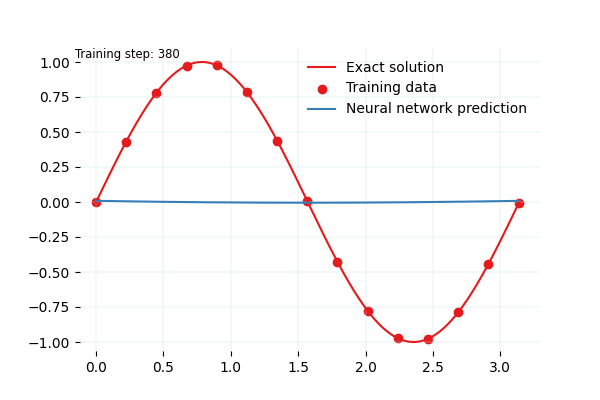 Training step: 380
Exact solution
Training data
Neural network prediction
1.00
0.75
0.50
0.25
0.00
−0.25
−0.50
−0.75
−1.00
0.0 0.5 1.0 1.5 2.0 2.5 3.0